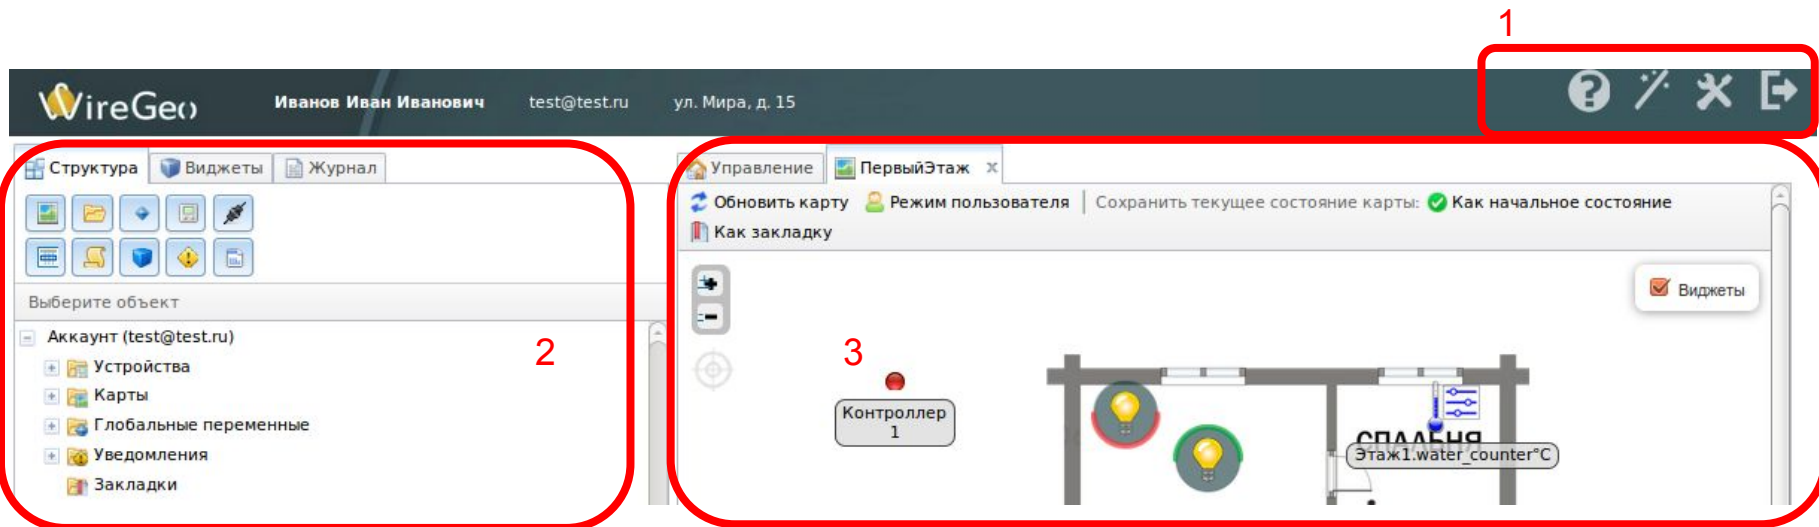 1
WireGeo Иванов Иван Иванович test@test.ru ул. Мира, д. 15
Структура Виджеты Журнал
Выберите объект
Аккаунт (test@test.ru)
Устройства
Карты
Глобальные переменные
Уведомления
Закладки
2
Управление ПервыйЭтаж x
Обновить карту Режим пользователя Сохранить текущее состояние карты: Как начальное состояние
Как закладку
Виджеты
3
Контроллер
1
СПАЛЬНЯ
Этаж1.water_counter°C